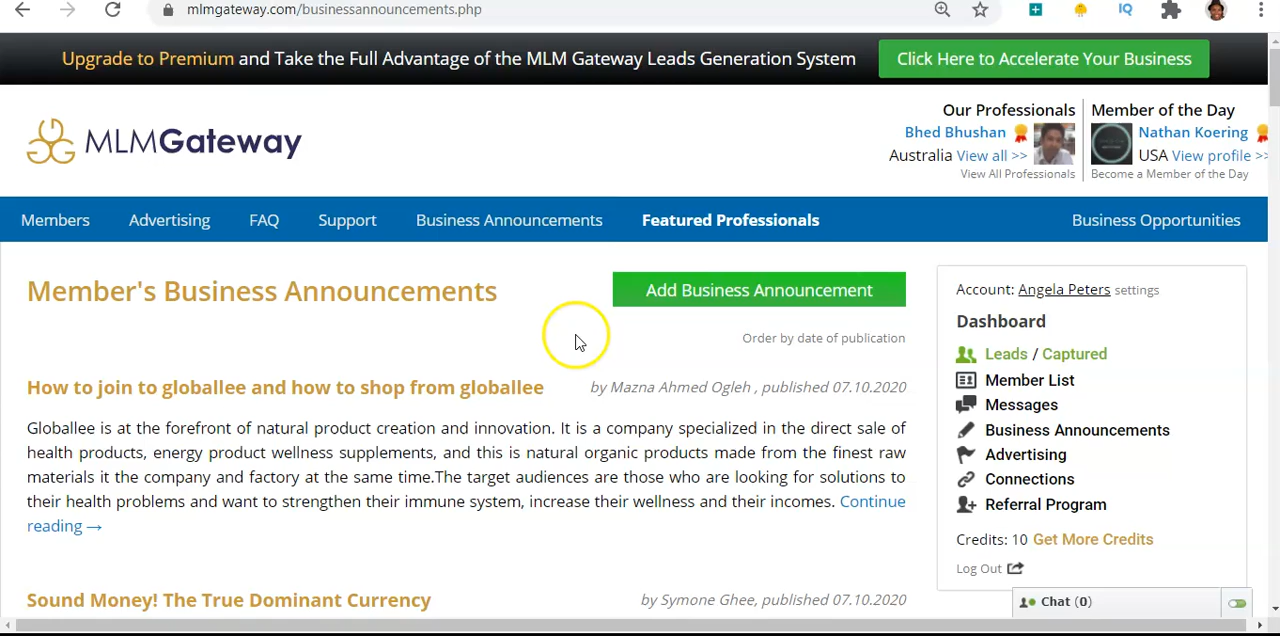 mlmgateway.com/businessannouncements.php
IQ
Upgrade to Premium and Take the Full Advantage of the MLM Gateway Leads Generation System
Click Here to Accelerate Your Business
MLMGateway
Our Professionals
Bhed Bhushan
Australia View all >>
View All Professionals
Member of the Day
Nathan Koering
USA View profile >>
Become a Member of the Day
Members Advertising FAQ Support Business Announcements Featured Professionals Business Opportunities
Member's Business Announcements
Add Business Announcement
Order by date of publication
How to join to globallee and how to shop from globallee
by Mazna Ahmed Ogleh , published 07.10.2020
Globallee is at the forefront of natural product creation and innovation. It is a company specialized in the direct sale of
health products, energy product wellness supplements, and this is natural organic products made from the finest raw
materials it the company and factory at the same time.The target audiences are those who are looking for solutions to
their health problems and want to strengthen their immune system, increase their wellness and their incomes. Continue
reading →
Sound Money! The True Dominant Currency
by Symone Ghee, published 07.10.2020
Account: Angela Peters settings
Dashboard
Leads / Captured
Member List
Messages
Business Announcements
Advertising
Connections
Referral Program
Credits: 10 Get More Credits
Log Out
Chat (0)